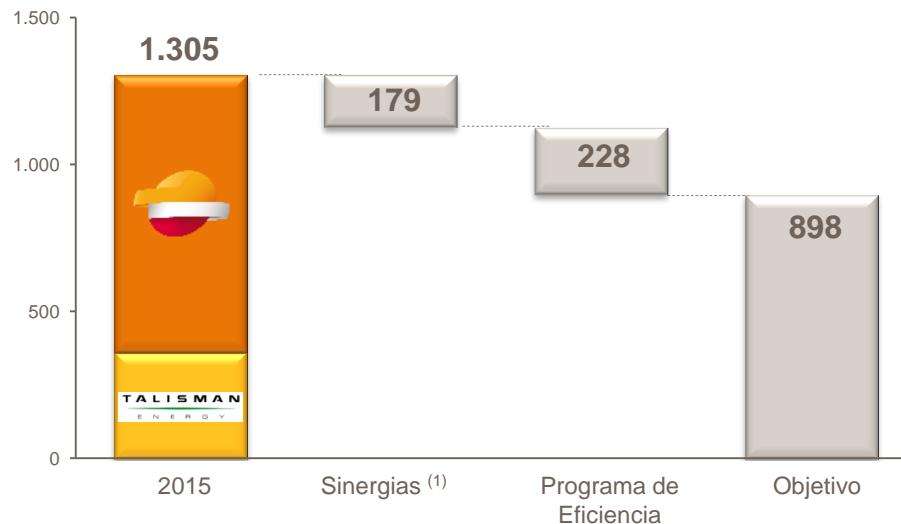 1.500
1.305
179
1.000
228
898
500
TALISMAN
ENERGY
0
2015
Sinergias (1)
Programa de
Eficiencia
Objetivo